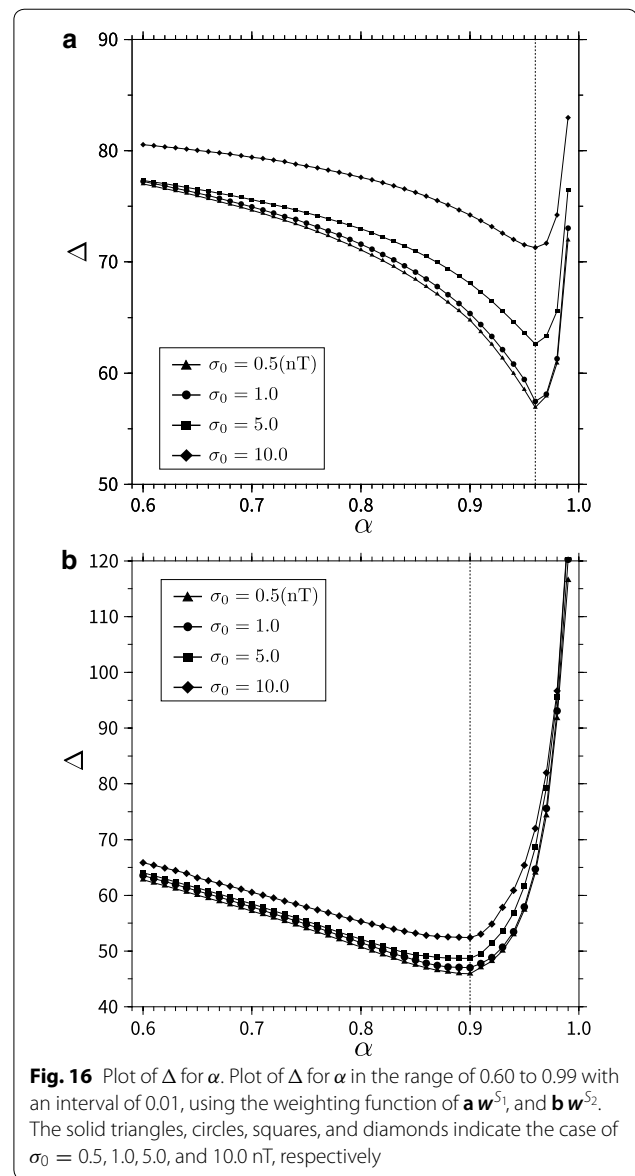 a
90
80
70
60
50
Δ
σ₀ = 0.5(nT)
σ₀ = 1.0
σ₀ = 5.0
σ₀ = 10.0
0.6 0.7 0.8 0.9 1.0
α
b
120
110
100
90
80
70
60
50
40
Δ
σ₀ = 0.5(nT)
σ₀ = 1.0
σ₀ = 5.0
σ₀ = 10.0
0.6 0.7 0.8 0.9 1.0
α
Fig. 16 Plot of Δ for α. Plot of Δ for α in the range of 0.60 to 0.99 with
an interval of 0.01, using the weighting function of a w^S₁, and b w^S₂.
The solid triangles, circles, squares, and diamonds indicate the case of
σ₀ = 0.5, 1.0, 5.0, and 10.0 nT, respectively